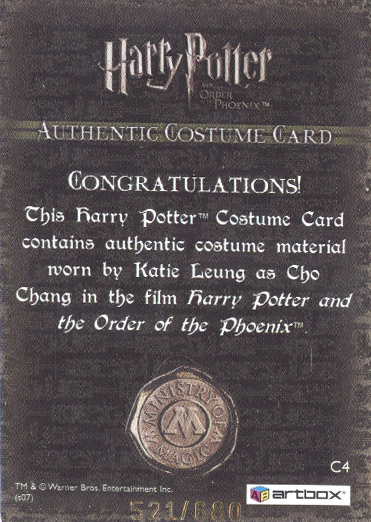 Harry Potter
AND THE
ORDER
OF THE
PHOENIX™
AUTHENTIC COSTUME CARD
CONGRATULATIONS!
This Harry Potter™ Costume Card
contains authentic costume material
worn by Katie Leung as Cho
Chang in the film Harry Potter and
the Order of the Phoenix™.
MINISTRY OF
M
MAGIC
C4
TM & © Warner Bros. Entertainment Inc.
(s07)
AB artbox®
521/680